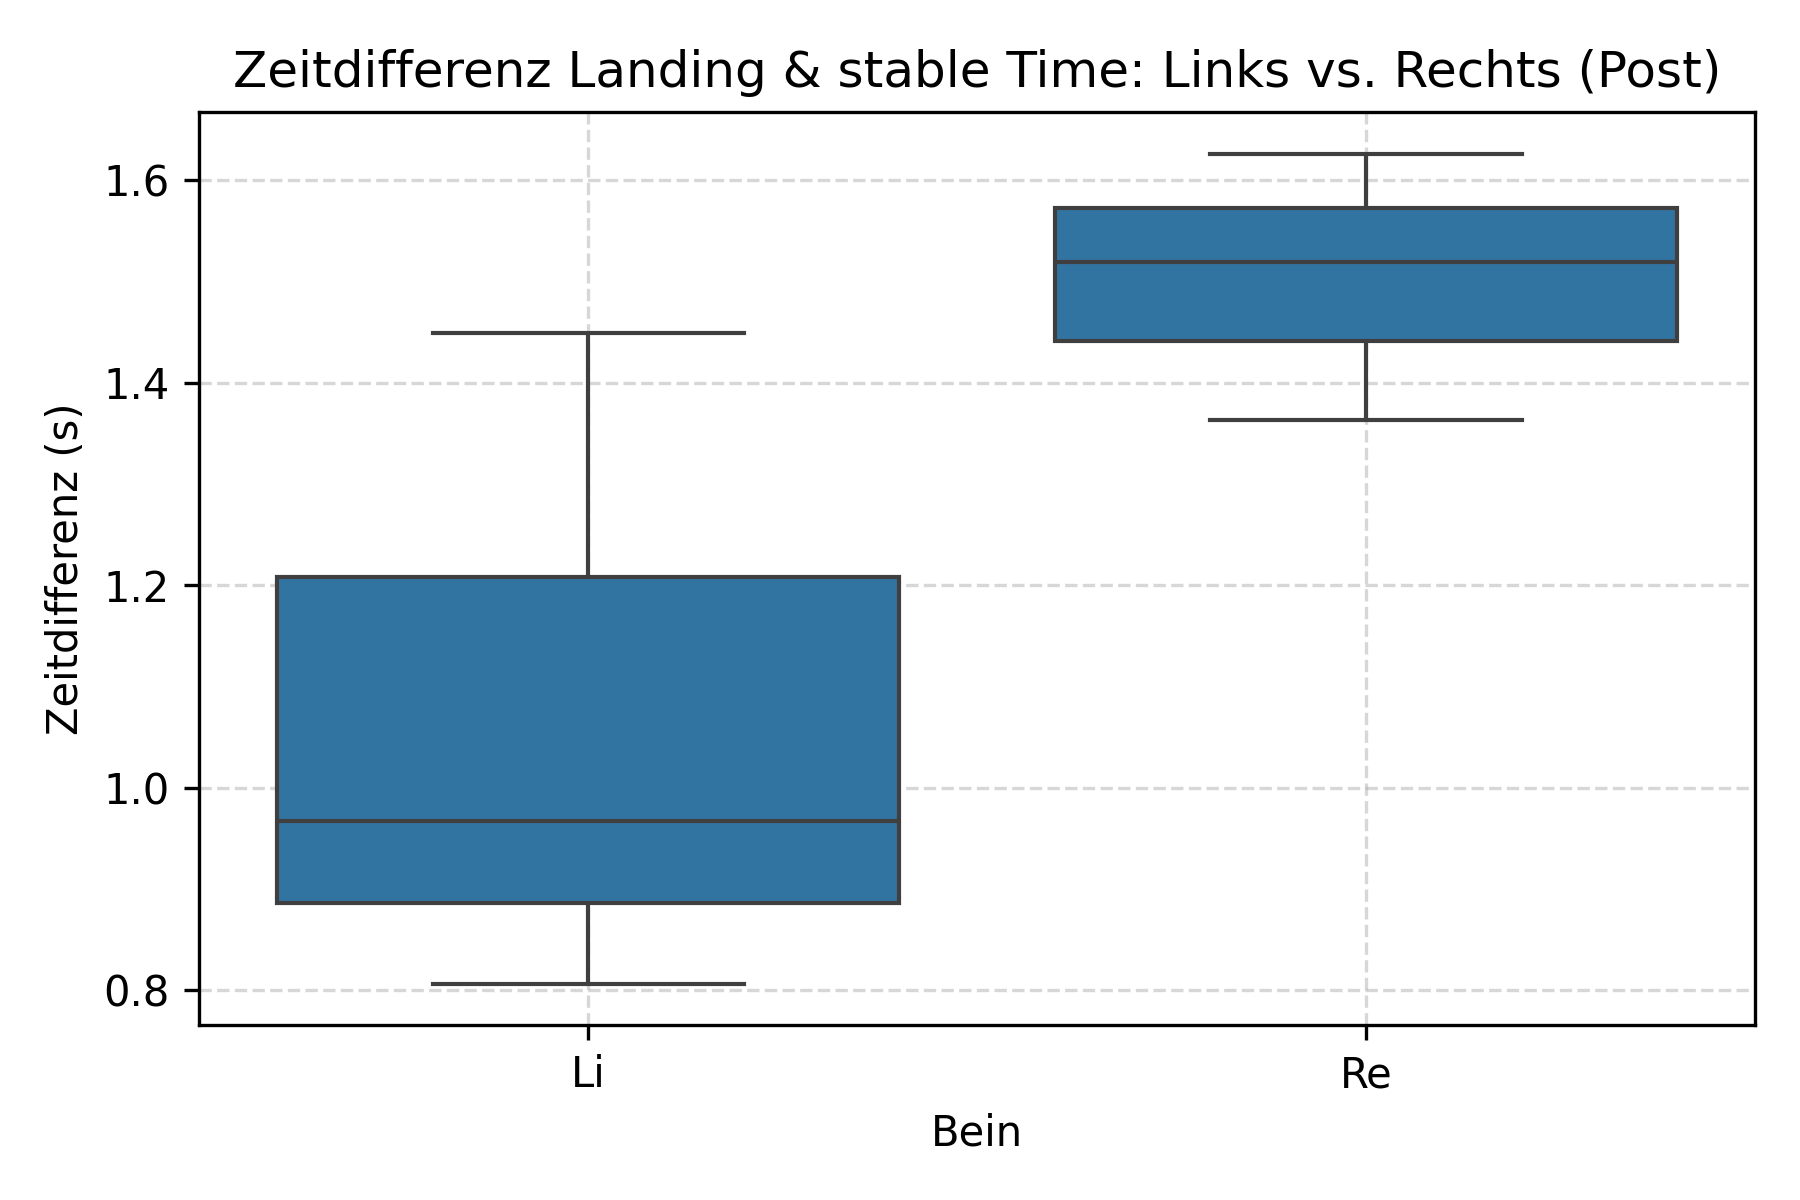 Zeitdifferenz Landing & stable Time: Links vs. Rechts (Post)
Zeitdifferenz (s)
1.6
1.4
1.2
1.0
0.8
Li
Re
Bein